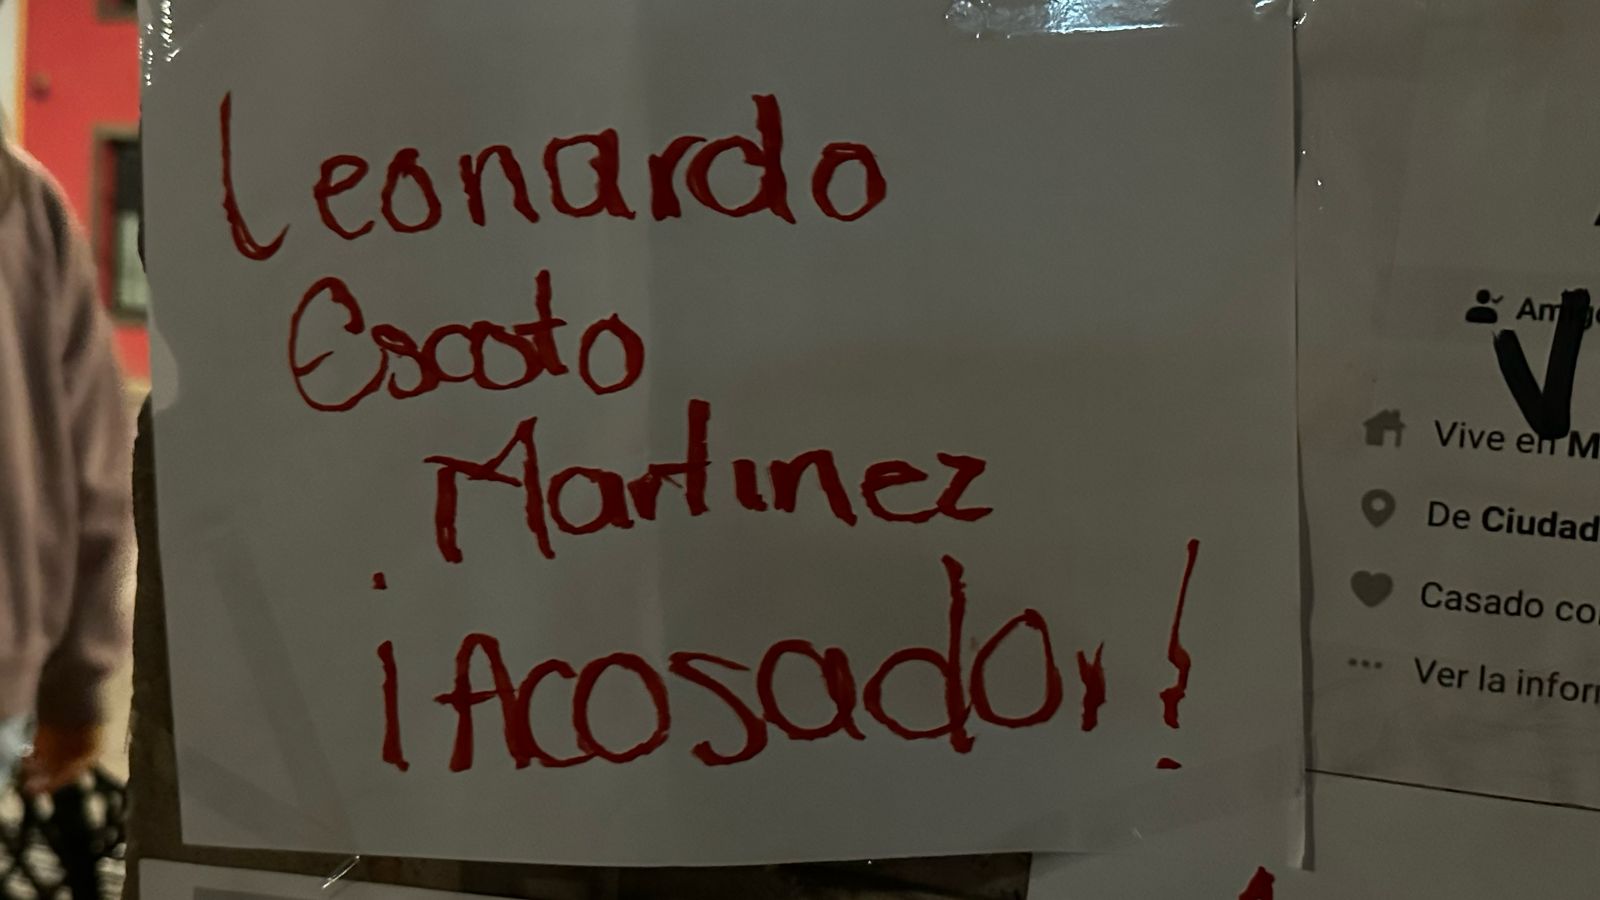 Leonardo
Escoto
Martinez
¡Acosador!
Vive en
De Ciudad
Casado
Ver la